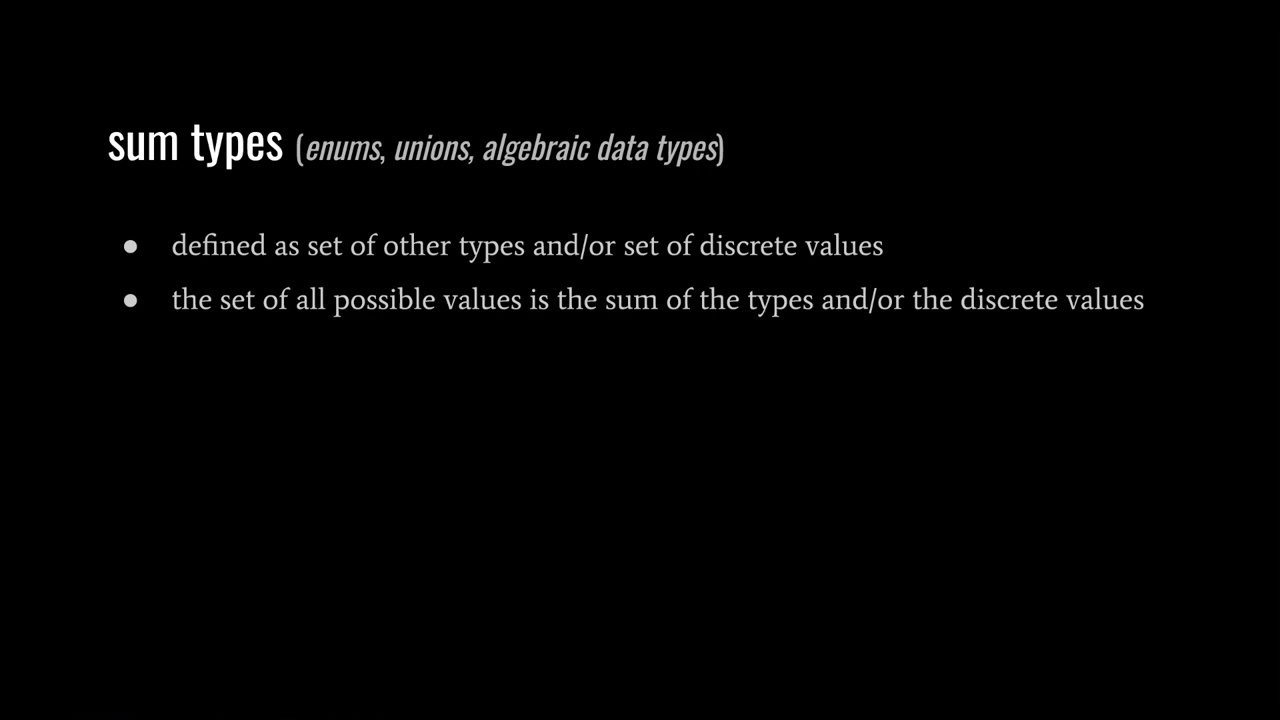 sum types (enums, unions, algebraic data types)
● defined as set of other types and/or set of discrete values
● the set of all possible values is the sum of the types and/or the discrete values